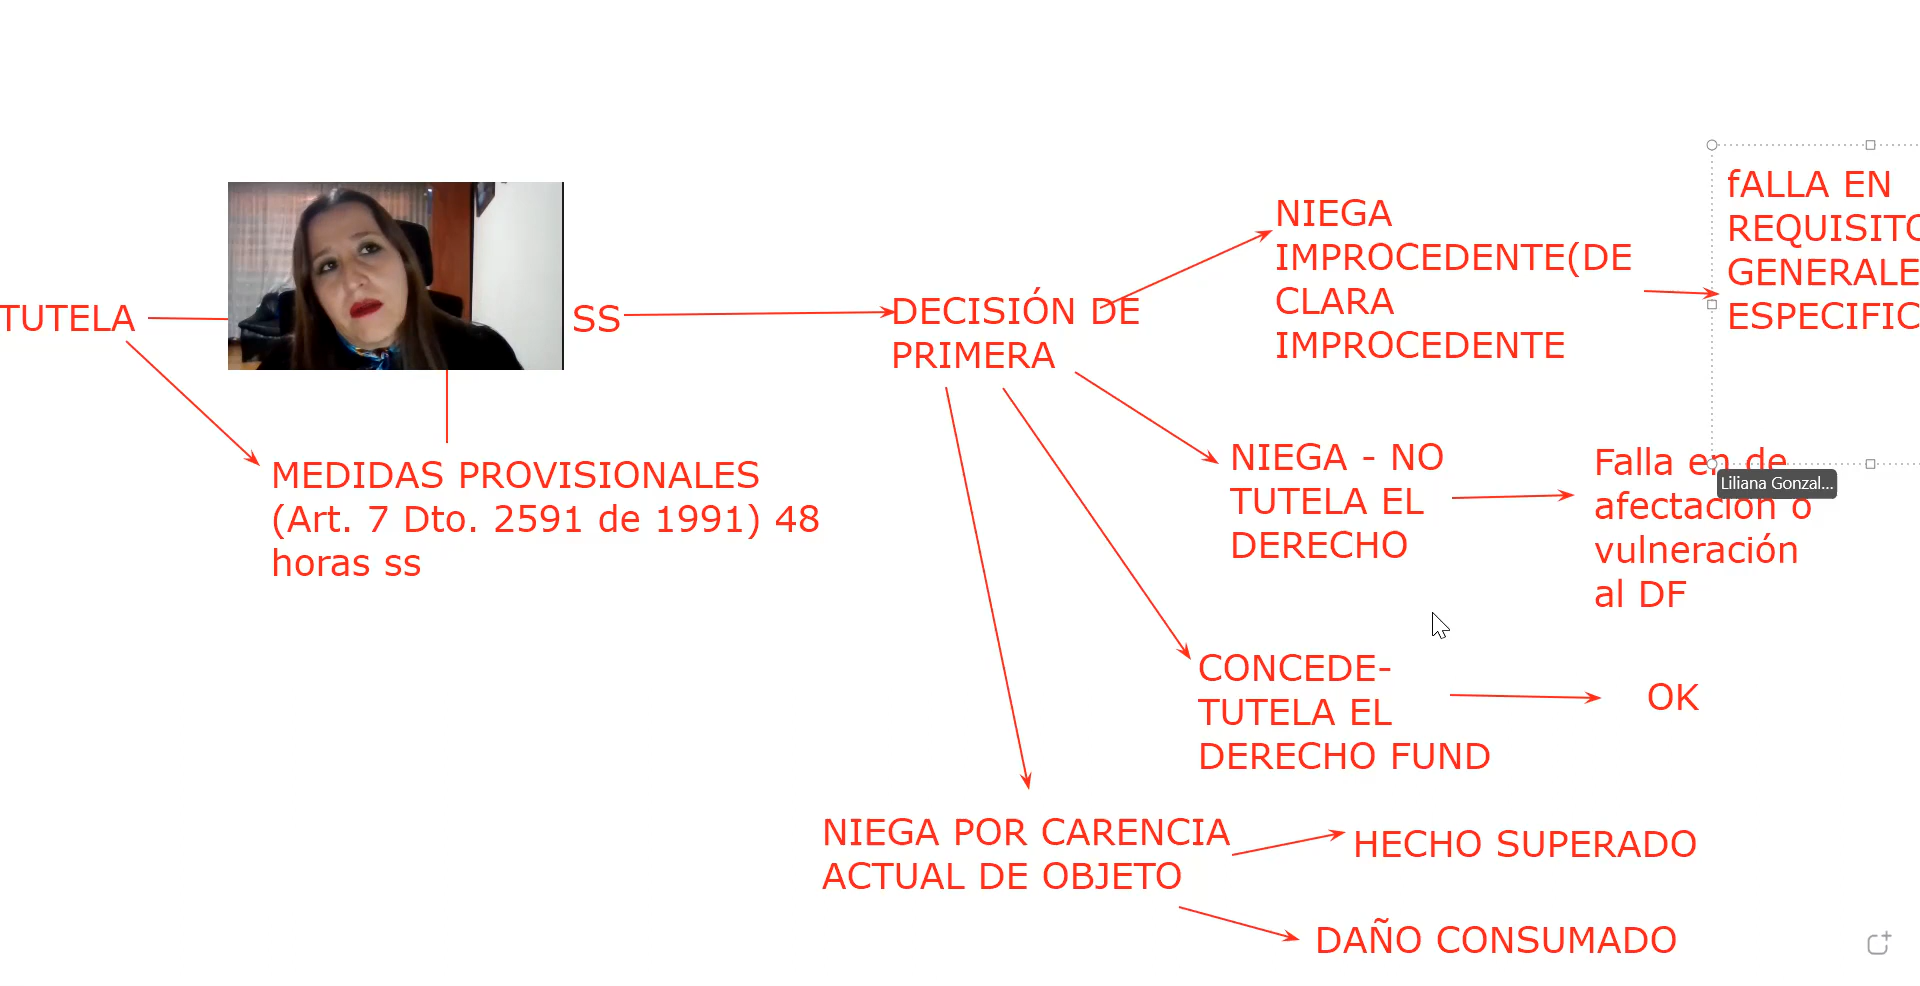 TUTELA
SS
MEDIDAS PROVISIONALES
(Art. 7 Dto. 2591 de 1991) 48
horas ss
DECISIÓN DE
PRIMERA
NIEGA
IMPROCEDENTE(DE
CLARA
IMPROCEDENTE
fALLA EN
REQUISITO
GENERALE
ESPECIFIC
NIEGA - NO
TUTELA EL
DERECHO
Falla en de
afectación o
vulneración
al DF
Liliana Gonzal...
CONCEDE-
TUTELA EL
DERECHO FUND
OK
NIEGA POR CARENCIA
ACTUAL DE OBJETO
HECHO SUPERADO
DAÑO CONSUMADO